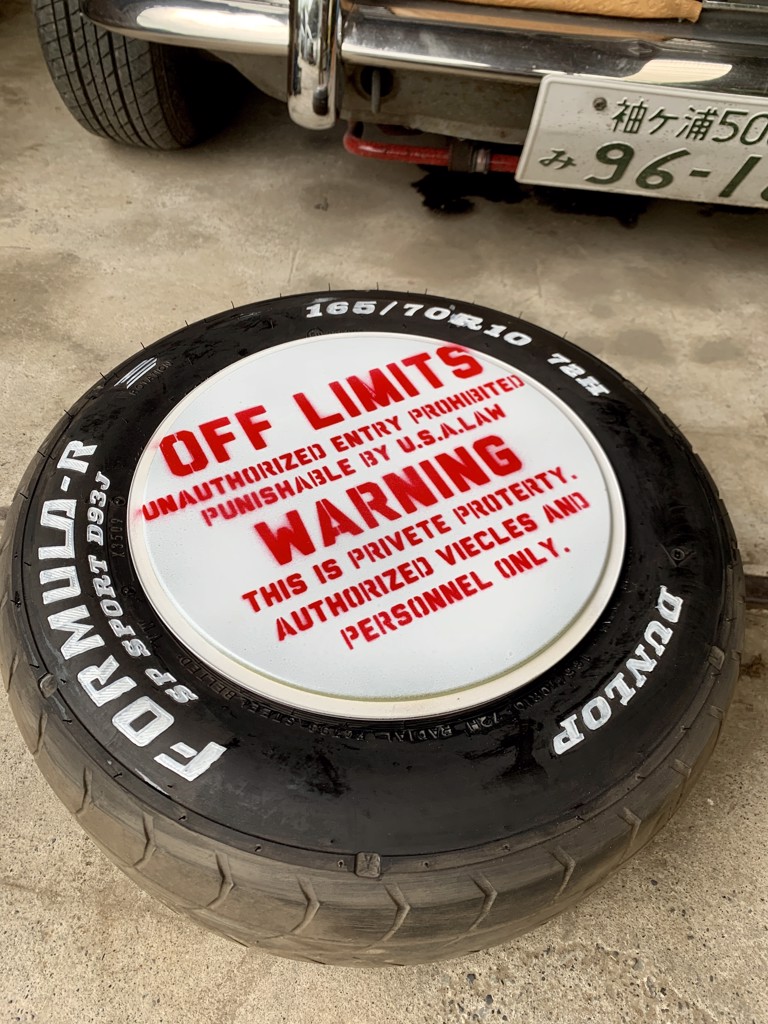 袖ヶ浦50
み 96-1
165/70R10 72H
OFF LIMITS
UNAUTHORIZED ENTRY PROHIBITED
PUNISHABLE BY U.S.A.LAW
WARNING
THIS IS PRIVETE PROTERTY.
AUTHORIZED VIECLES AND
PERSONNEL ONLY.
FORMULA-R
SP SPORT D93J
DUNLOP